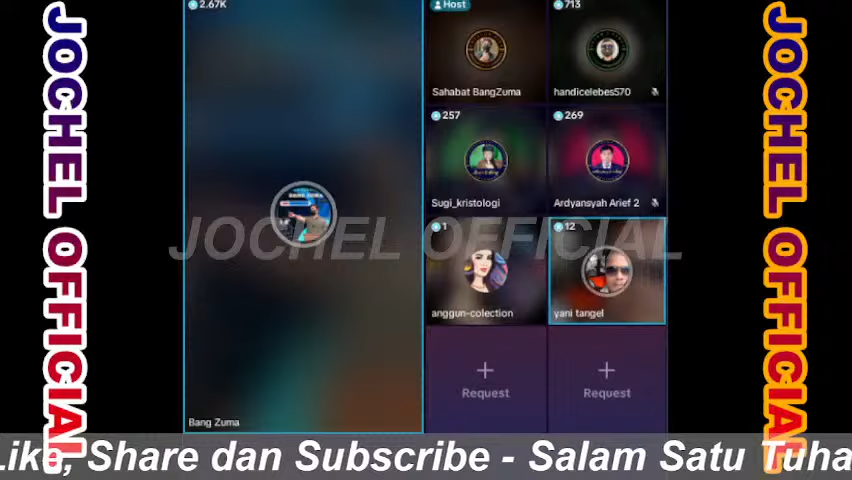 JOCHEL OFFICIAL
2.67K
Host
713
Sahabat BangZuma
handicelebes570
257
269
Sugi_kristologi
Ardyansyah Arief 2
JOCHEL OFFICIAL
1
12
anggun-colection
yani tangel
+
Request
+
Request
Bang Zuma
JOCHEL OFFICIAL
Like, Share dan Subscribe - Salam Satu Tuha